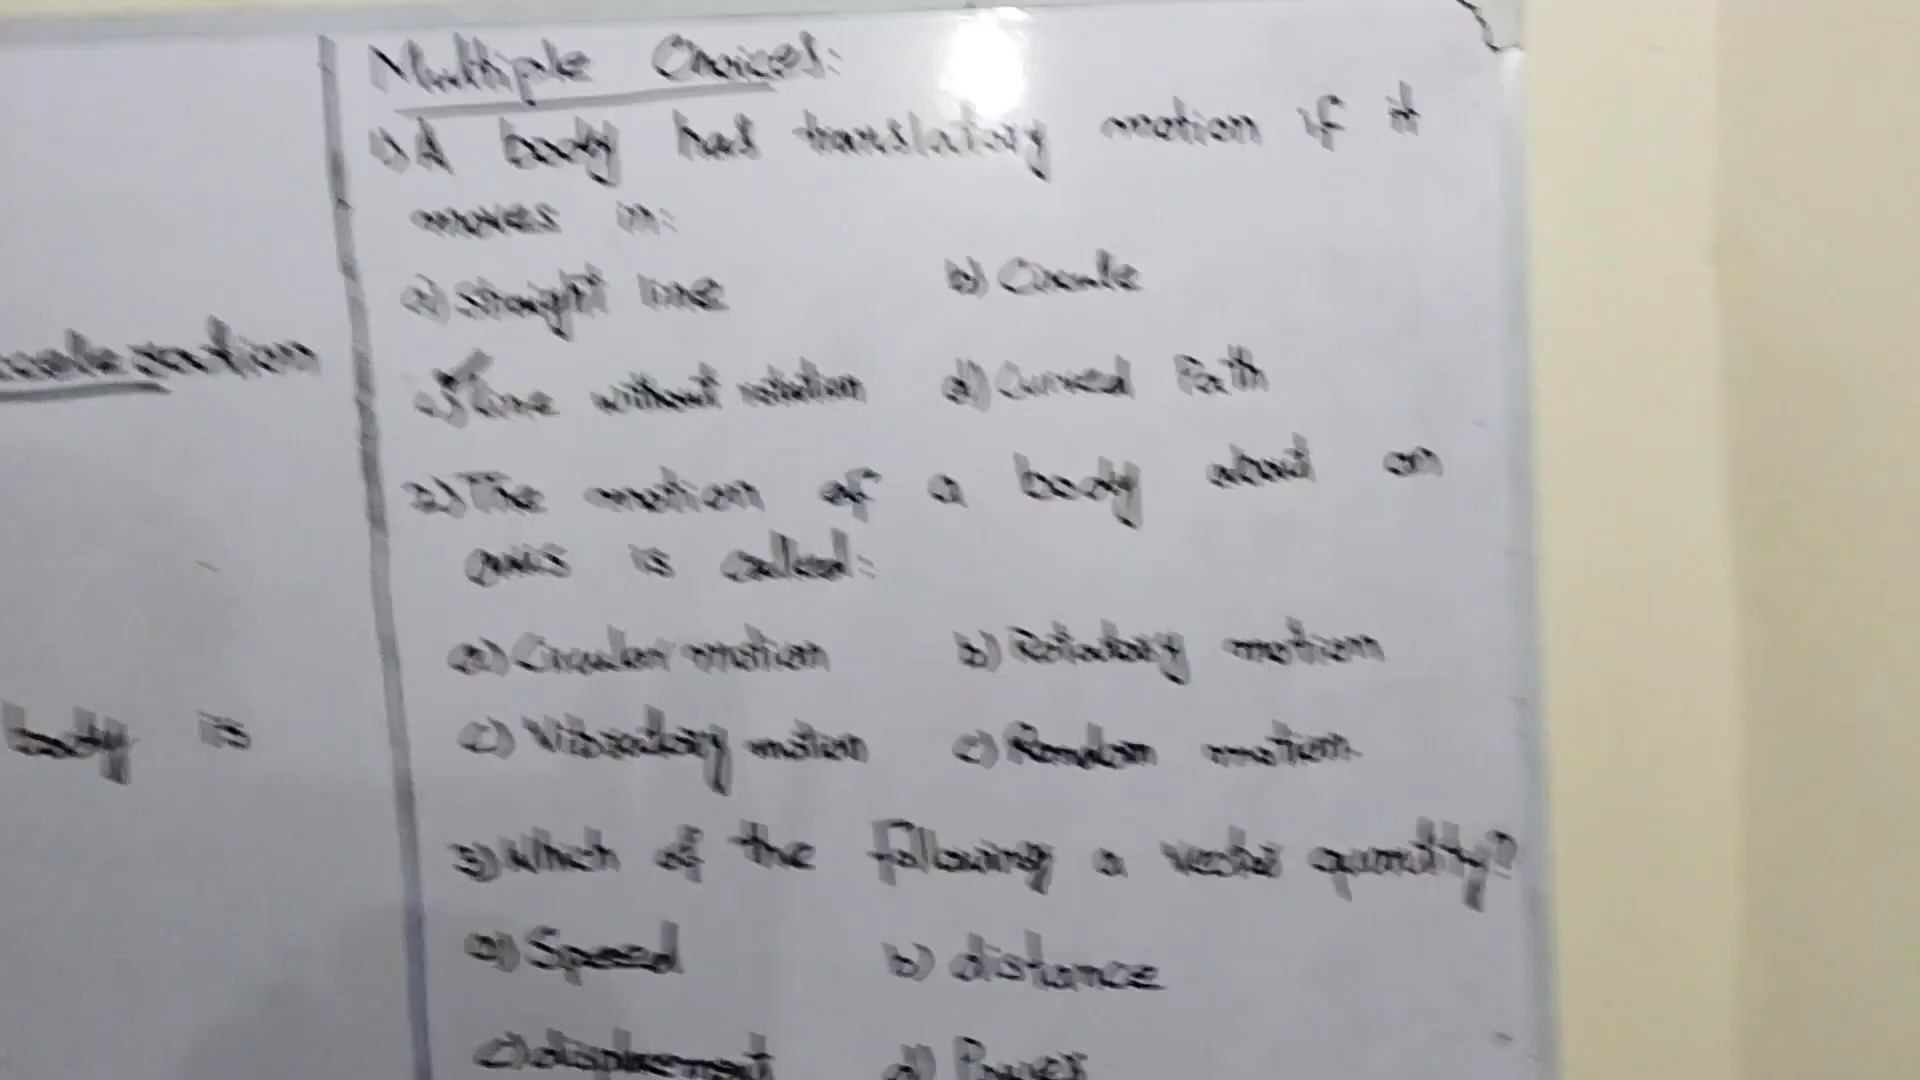 Multiple Choices:
1) A body has translatory motion if it
moves in:
a) Straight line b) Circule
c) line without rotation d) Curved Path
2) The motion of a body about an
axis is called:
a) Circular motion b) Rotatory motion
c) Vibratory motion c) Random motion
3) Which of the following a vector quantity?
a) Speed b) distance
c) d) Power
body is